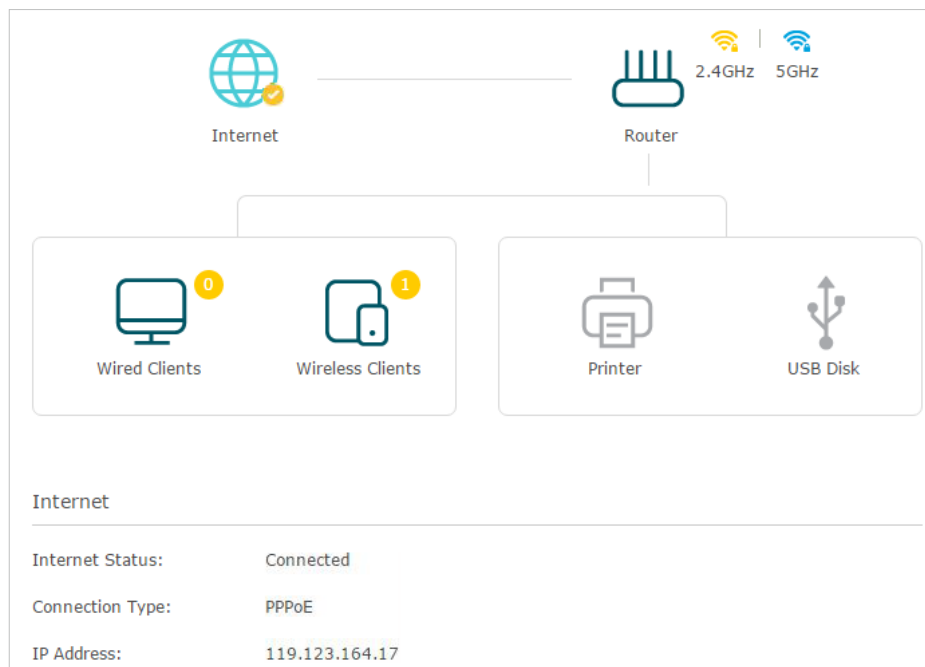 2.4GHz 5GHz
Internet Router
0 1
Wired Clients Wireless Clients Printer USB Disk
Internet
Internet Status: Connected
Connection Type: PPPoE
IP Address: 119.123.164.17